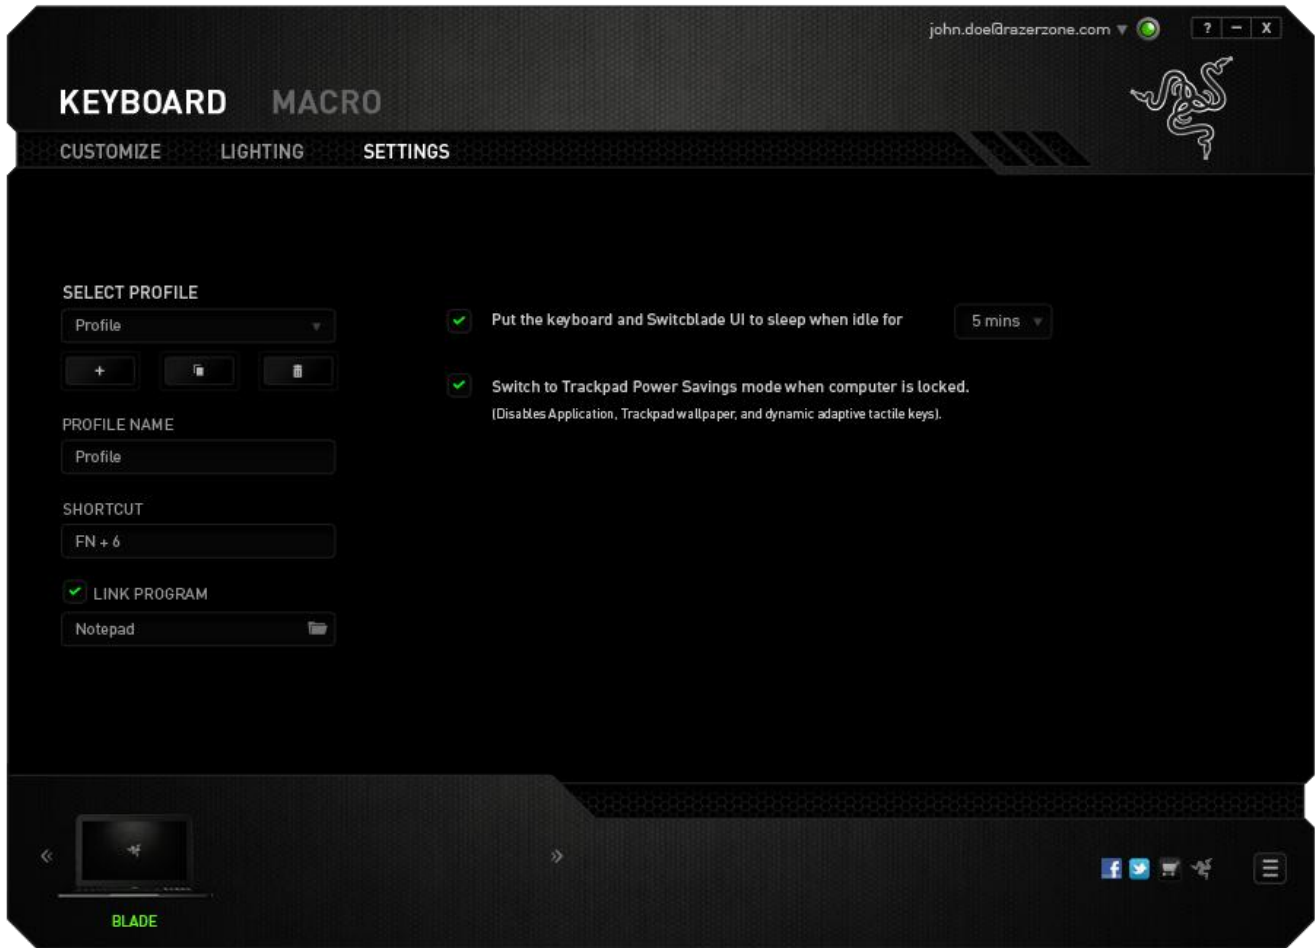 john.doe@razerzone.com
? – X
KEYBOARD MACRO
CUSTOMIZE LIGHTING SETTINGS
SELECT PROFILE
Profile
Put the keyboard and Switcblade UI to sleep when idle for 5 mins
+
Switch to Trackpad Power Savings mode when computer is locked.
(Disables Application, Trackpad wallpaper, and dynamic adaptive tactile keys).
PROFILE NAME
Profile
SHORTCUT
FN + 6
LINK PROGRAM
Notepad
BLADE